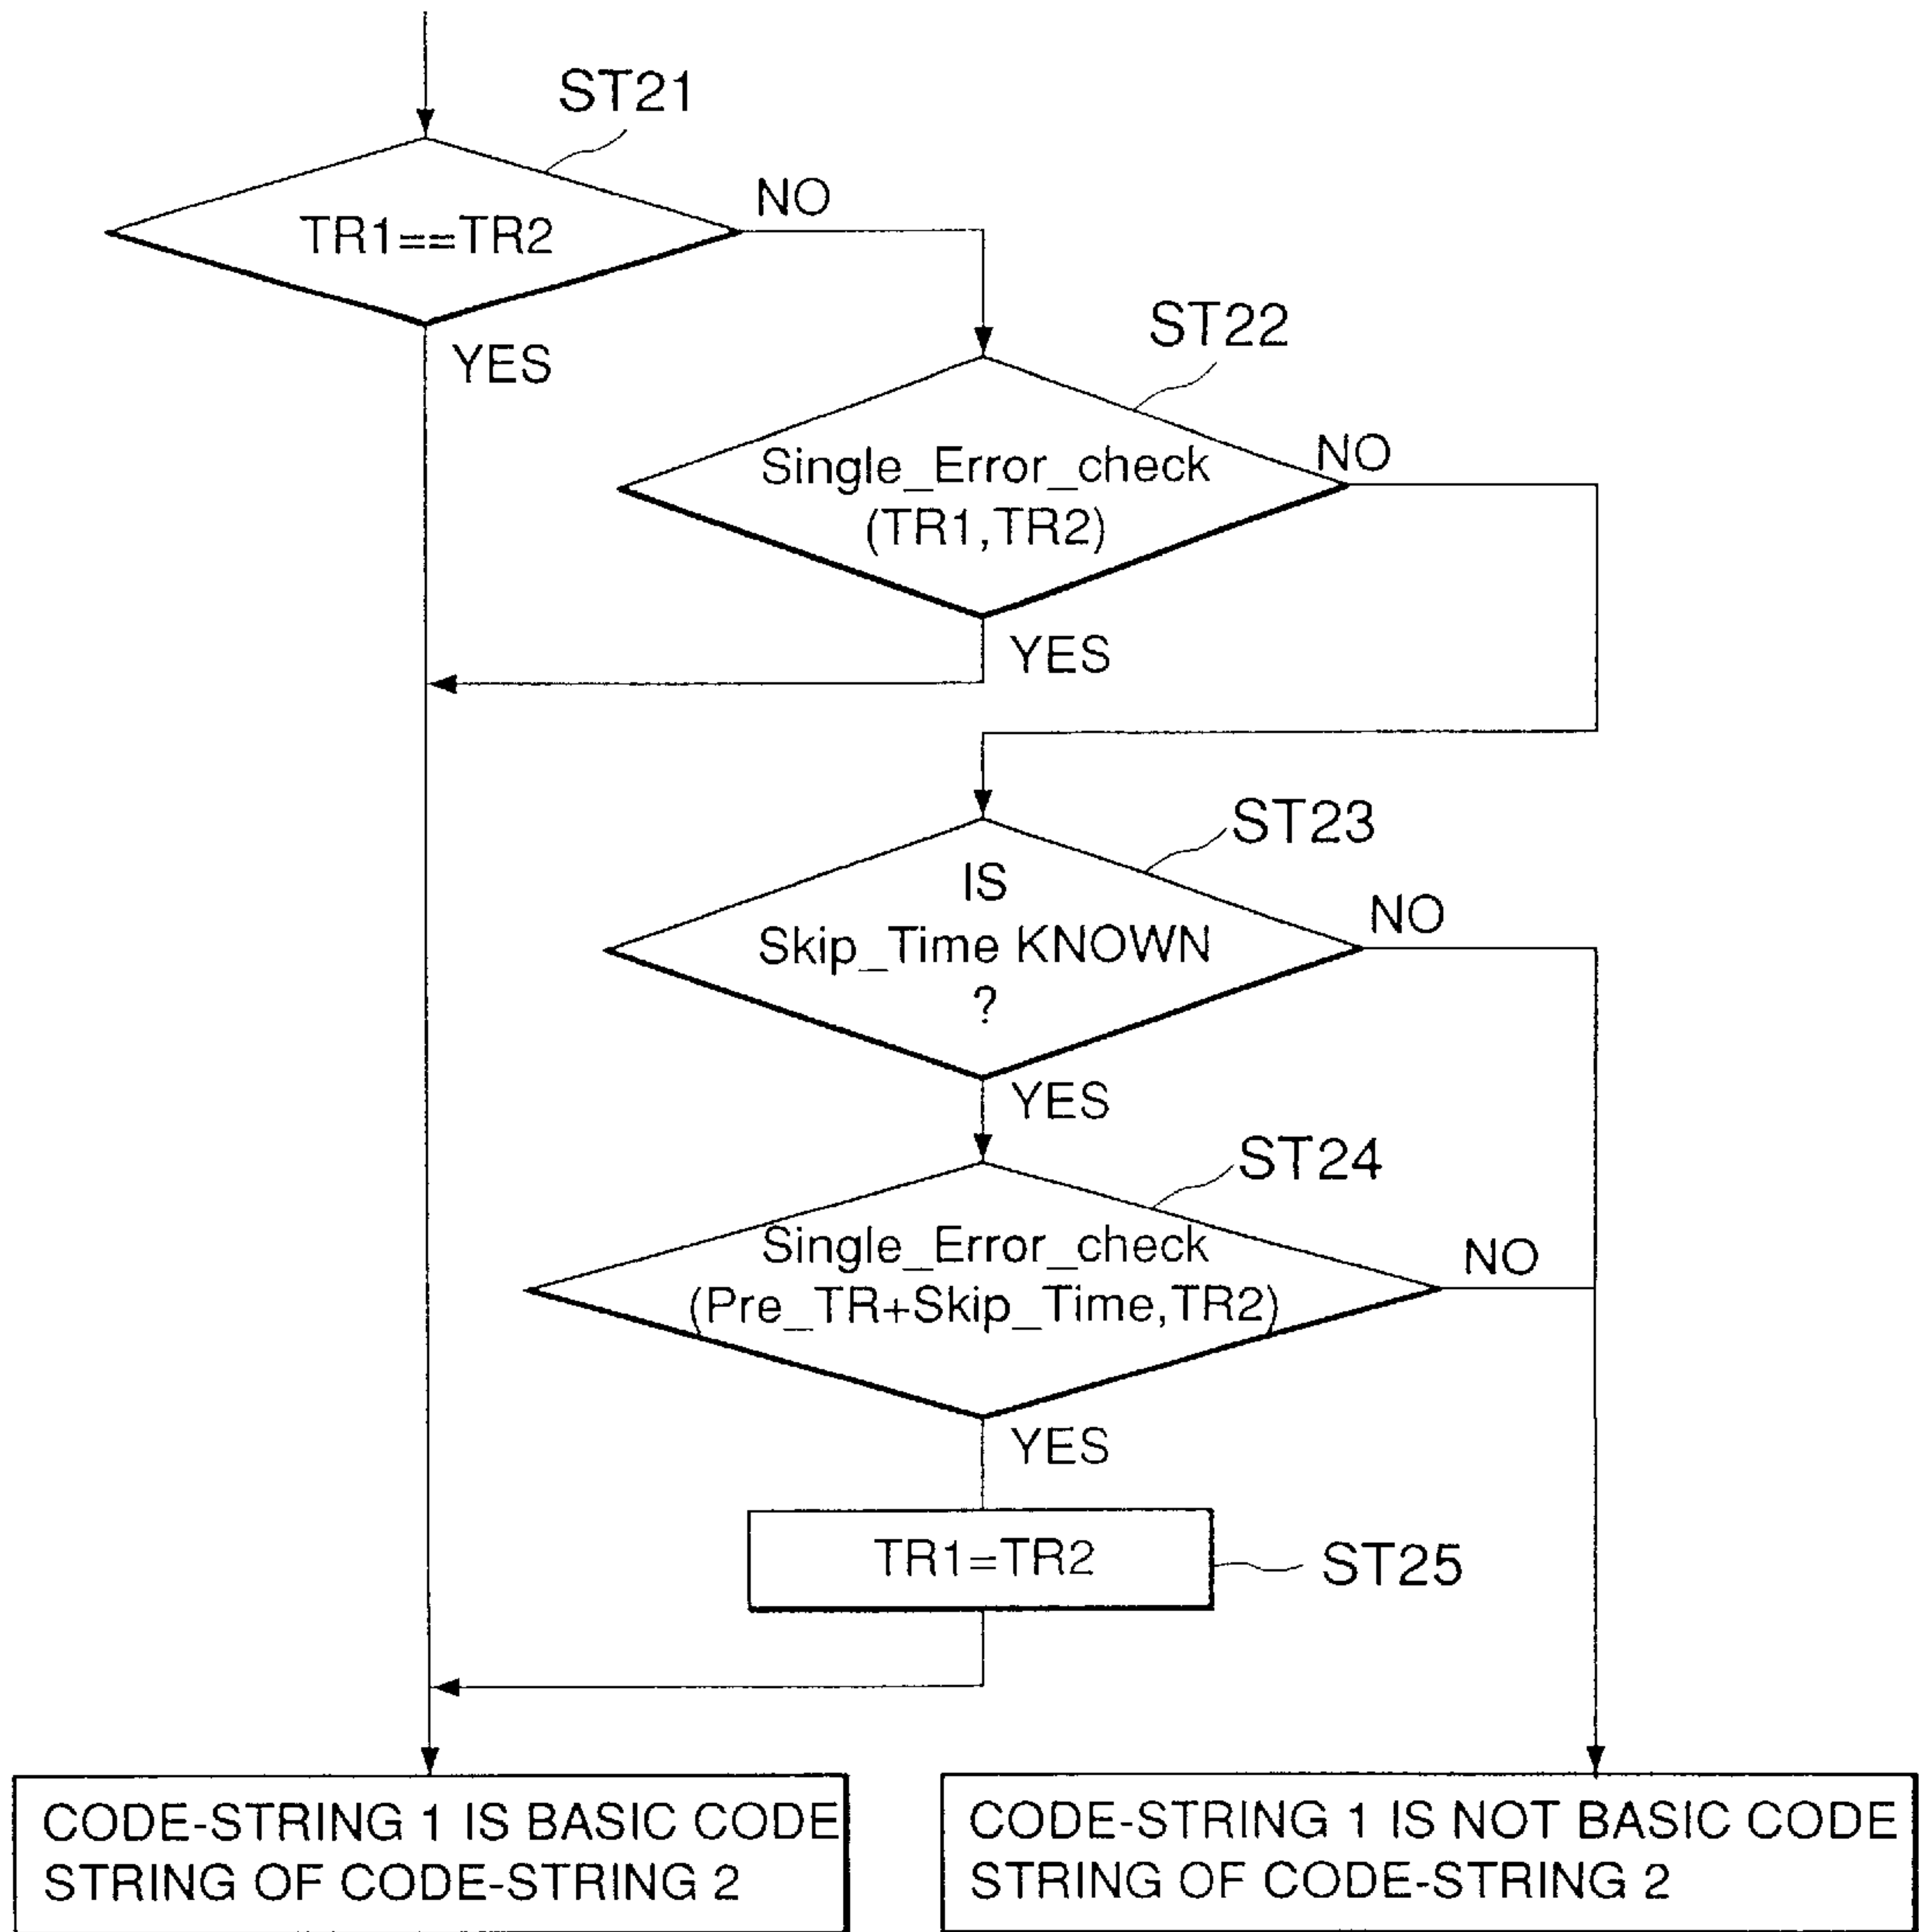 ST21
TR1==TR2
NO
YES
ST22
Single_Error_check
(TR1,TR2)
NO
YES
ST23
IS
Skip_Time KNOWN
?
NO
YES
ST24
Single_Error_check
(Pre_TR+Skip_Time,TR2)
NO
YES
TR1=TR2
ST25
CODE-STRING 1 IS BASIC CODE
STRING OF CODE-STRING 2
CODE-STRING 1 IS NOT BASIC CODE
STRING OF CODE-STRING 2